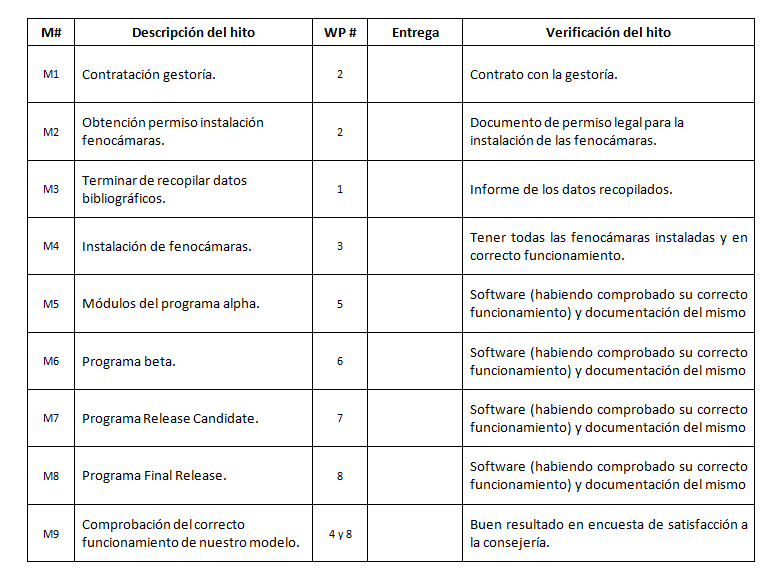 M# Descripción del hito WP # Entrega Verificación del hito
M1 Contratación gestoría. 2 Contrato con la gestoría.
M2 Obtención permiso instalación fenocámaras. 2 Documento de permiso legal para la instalación de las fenocámaras.
M3 Terminar de recopilar datos bibliográficos. 1 Informe de los datos recopilados.
M4 Instalación de fenocámaras. 3 Tener todas las fenocámaras instaladas y en correcto funcionamiento.
M5 Módulos del programa alpha. 5 Software (habiendo comprobado su correcto funcionamiento) y documentación del mismo
M6 Programa beta. 6 Software (habiendo comprobado su correcto funcionamiento) y documentación del mismo
M7 Programa Release Candidate. 7 Software (habiendo comprobado su correcto funcionamiento) y documentación del mismo
M8 Programa Final Release. 8 Software (habiendo comprobado su correcto funcionamiento) y documentación del mismo
M9 Comprobación del correcto funcionamiento de nuestro modelo. 4 y 8 Buen resultado en encuesta de satisfacción a la consejería.